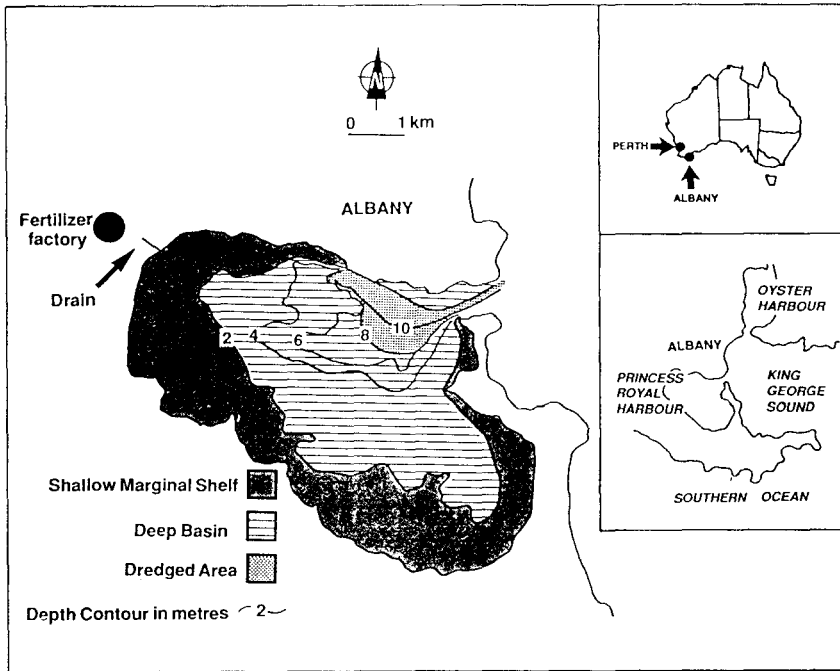 N
0 1 km
ALBANY
Fertilizer
factory
Drain
2 4 6 8 10
Shallow Marginal Shelf
Deep Basin
Dredged Area
Depth Contour in metres 2
PERTH
ALBANY
OYSTER
HARBOUR
ALBANY
PRINCESS
ROYAL
HARBOUR
KING
GEORGE
SOUND
SOUTHERN OCEAN